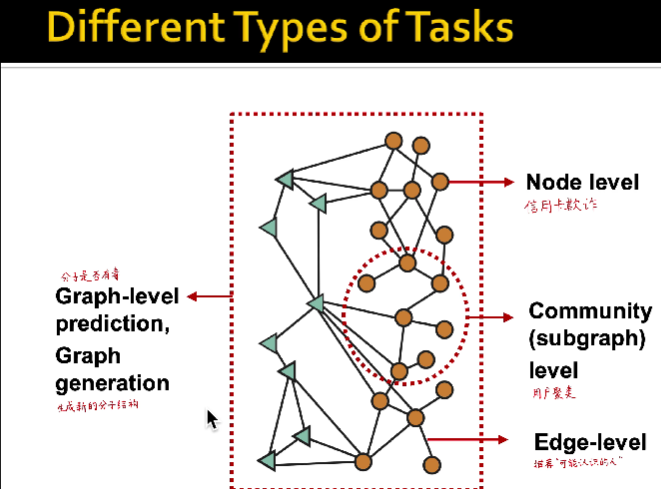 Different Types of Tasks
Node level
信用卡欺诈
分子是否有毒
Graph-level
prediction,
Graph
generation
生成新的分子结构
Community
(subgraph)
level
用户聚类
Edge-level
推荐“可能认识的人”